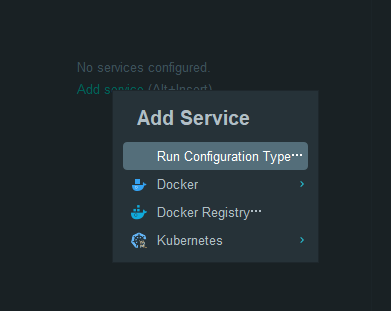 No services configured.
Add service (Alt+Insert)
Add Service
Run Configuration Type...
Docker
Docker Registry...
Kubernetes